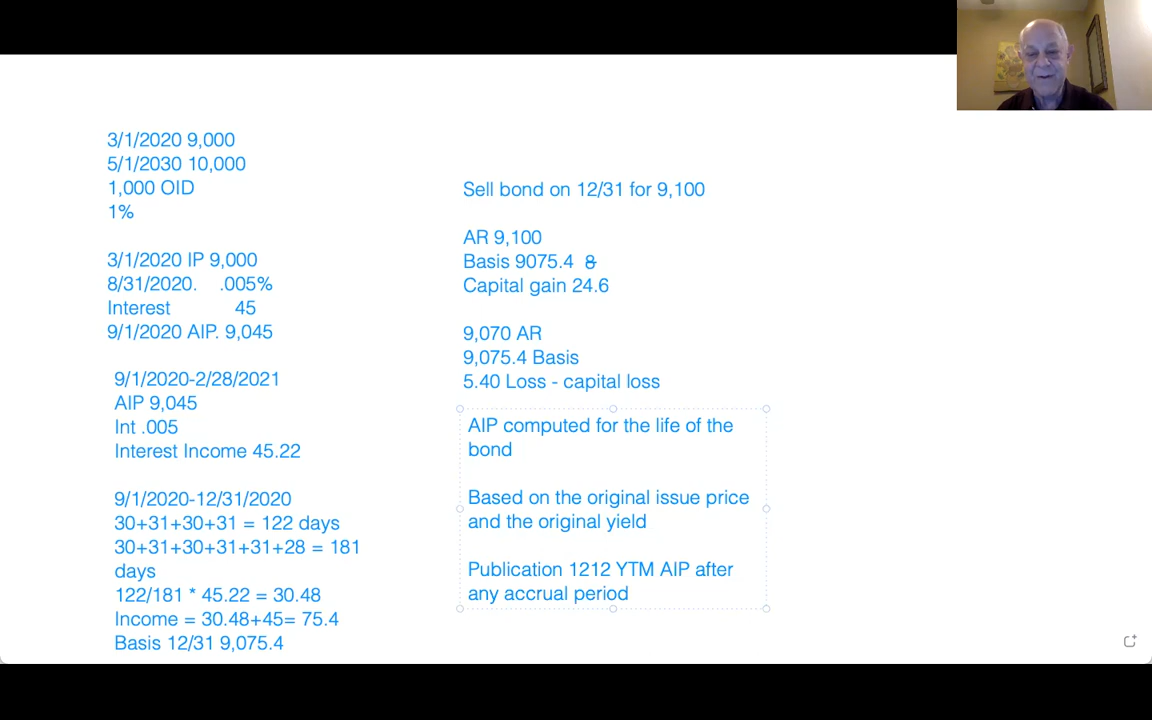 3/1/2020 9,000
5/1/2030 10,000
1,000 OID
1%
3/1/2020 IP 9,000
8/31/2020. .005%
Interest 45
9/1/2020 AIP. 9,045
9/1/2020-2/28/2021
AIP 9,045
Int .005
Interest Income 45.22
9/1/2020-12/31/2020
30+31+30+31 = 122 days
30+31+30+31+31+28 = 181
days
122/181 * 45.22 = 30.48
Income = 30.48+45= 75.4
Basis 12/31 9,075.4
Sell bond on 12/31 for 9,100
AR 9,100
Basis 9075.4 8
Capital gain 24.6
9,070 AR
9,075.4 Basis
5.40 Loss - capital loss
AIP computed for the life of the
bond
Based on the original issue price
and the original yield
Publication 1212 YTM AIP after
any accrual period